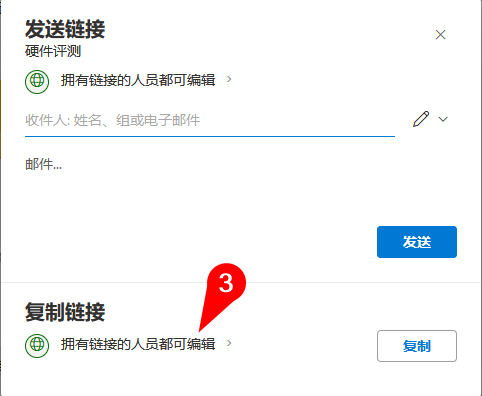 发送链接
硬件评测
拥有链接的人员都可编辑
收件人: 姓名、组或电子邮件
邮件...
发送
3
复制链接
拥有链接的人员都可编辑
复制